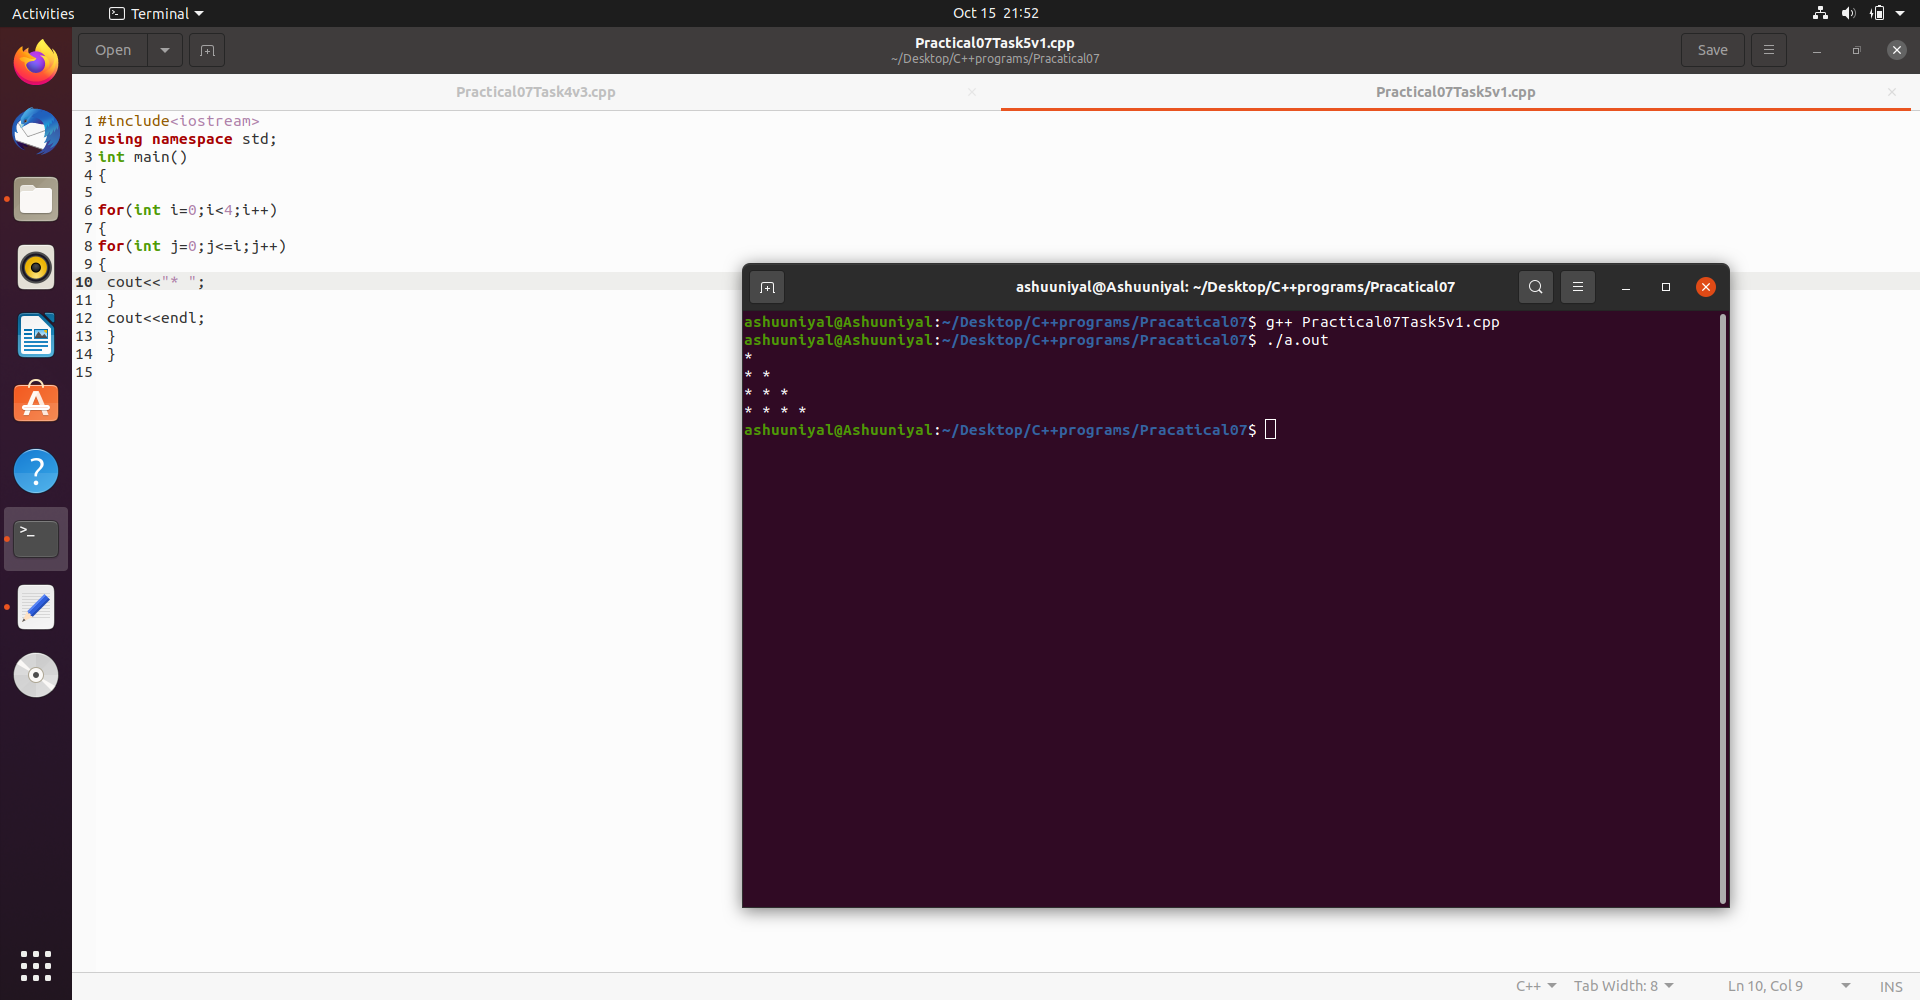 Activities
Terminal
Oct 15 21:52
Open
Practical07Task5v1.cpp
~/Desktop/C++programs/Pracatical07
Save
Practical07Task4v3.cpp
Practical07Task5v1.cpp
1 #include<iostream>
2 using namespace std;
3 int main()
4 {
5
6 for(int i=0;i<4;i++)
7 {
8 for(int j=0;j<=i;j++)
9 {
10  cout<<"* ";
11  }
12  cout<<endl;
13  }
14  }
15
ashuuniyal@Ashuuniyal: ~/Desktop/C++programs/Pracatical07
ashuuniyal@Ashuuniyal:~/Desktop/C++programs/Pracatical07$ g++ Practical07Task5v1.cpp
ashuuniyal@Ashuuniyal:~/Desktop/C++programs/Pracatical07$ ./a.out
*
* *
* * *
* * * *
ashuuniyal@Ashuuniyal:~/Desktop/C++programs/Pracatical07$
C++
Tab Width: 8
Ln 10, Col 9
INS